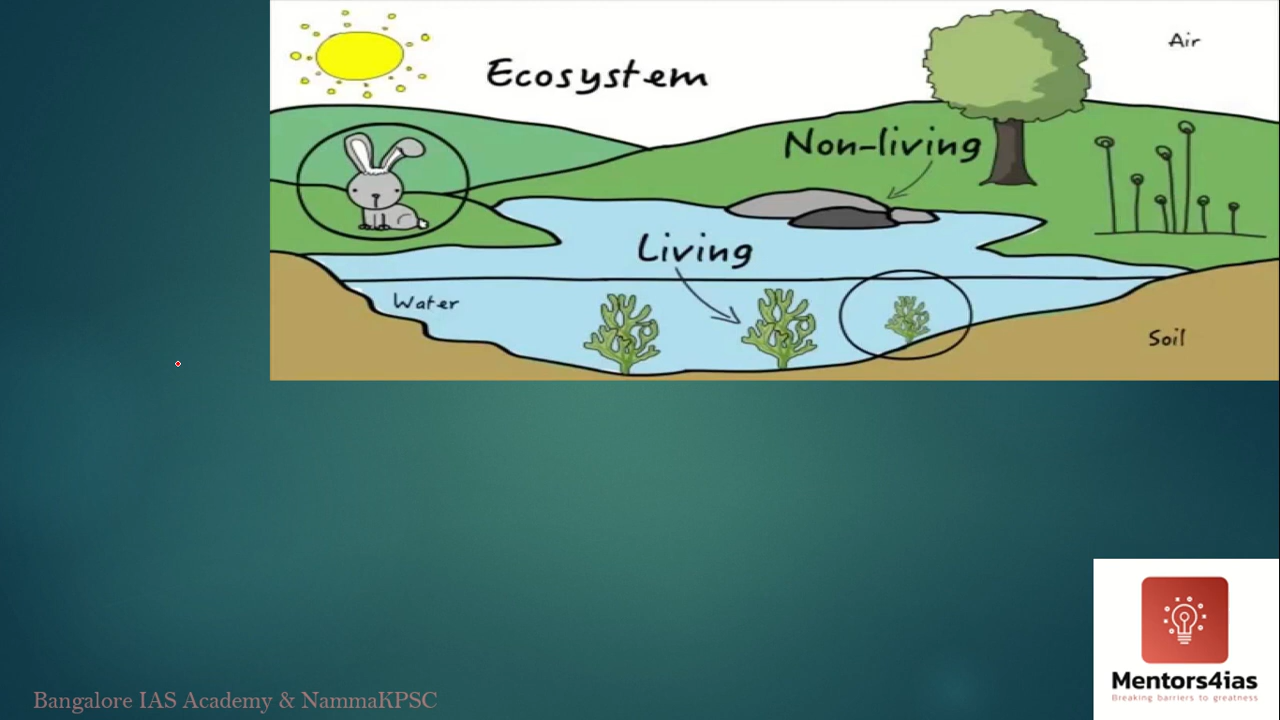 Air
Ecosystem
Non-living
Living
Water
Soil
Mentors4ias
Breaking barriers to greatness
Bangalore IAS Academy & NammaKPSC